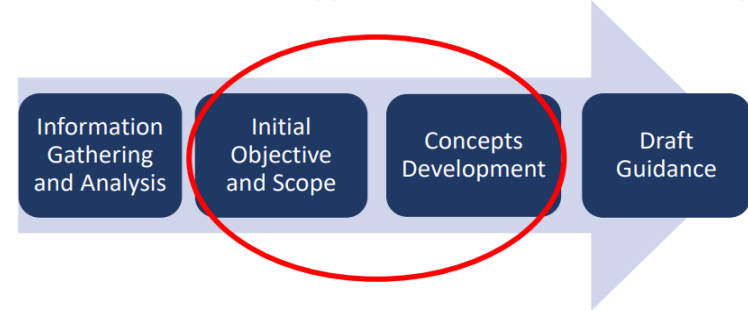 Information
Gathering
and Analysis
Initial
Objective
and Scope
Concepts
Development
Draft
Guidance